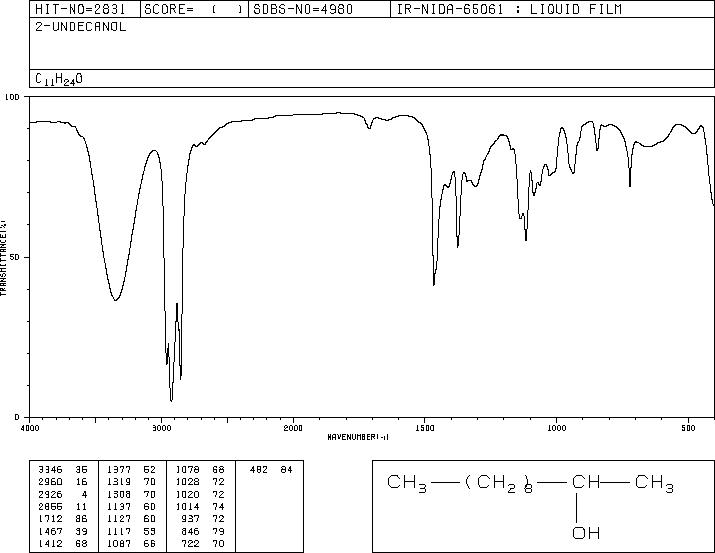 HIT-NO=2831 SCORE= ( ) SDBS-NO=4980 IR-NIDA-65061 : LIQUID FILM
2-UNDECANOL
C11H24O
100
50
0
TRANSMITTANCE(%)
4000 3000 2000 1500 1000 500
WAVENUMBER(-1)
3346 35 1377 52 1078 68 482 84
2960 16 1319 70 1028 72
2926 4 1308 70 1020 72
2855 11 1137 60 1014 74
1712 86 1127 60 937 72
1467 39 1117 53 846 79
1412 68 1087 66 722 70
CH3—(CH2)8—CH—CH3
OH